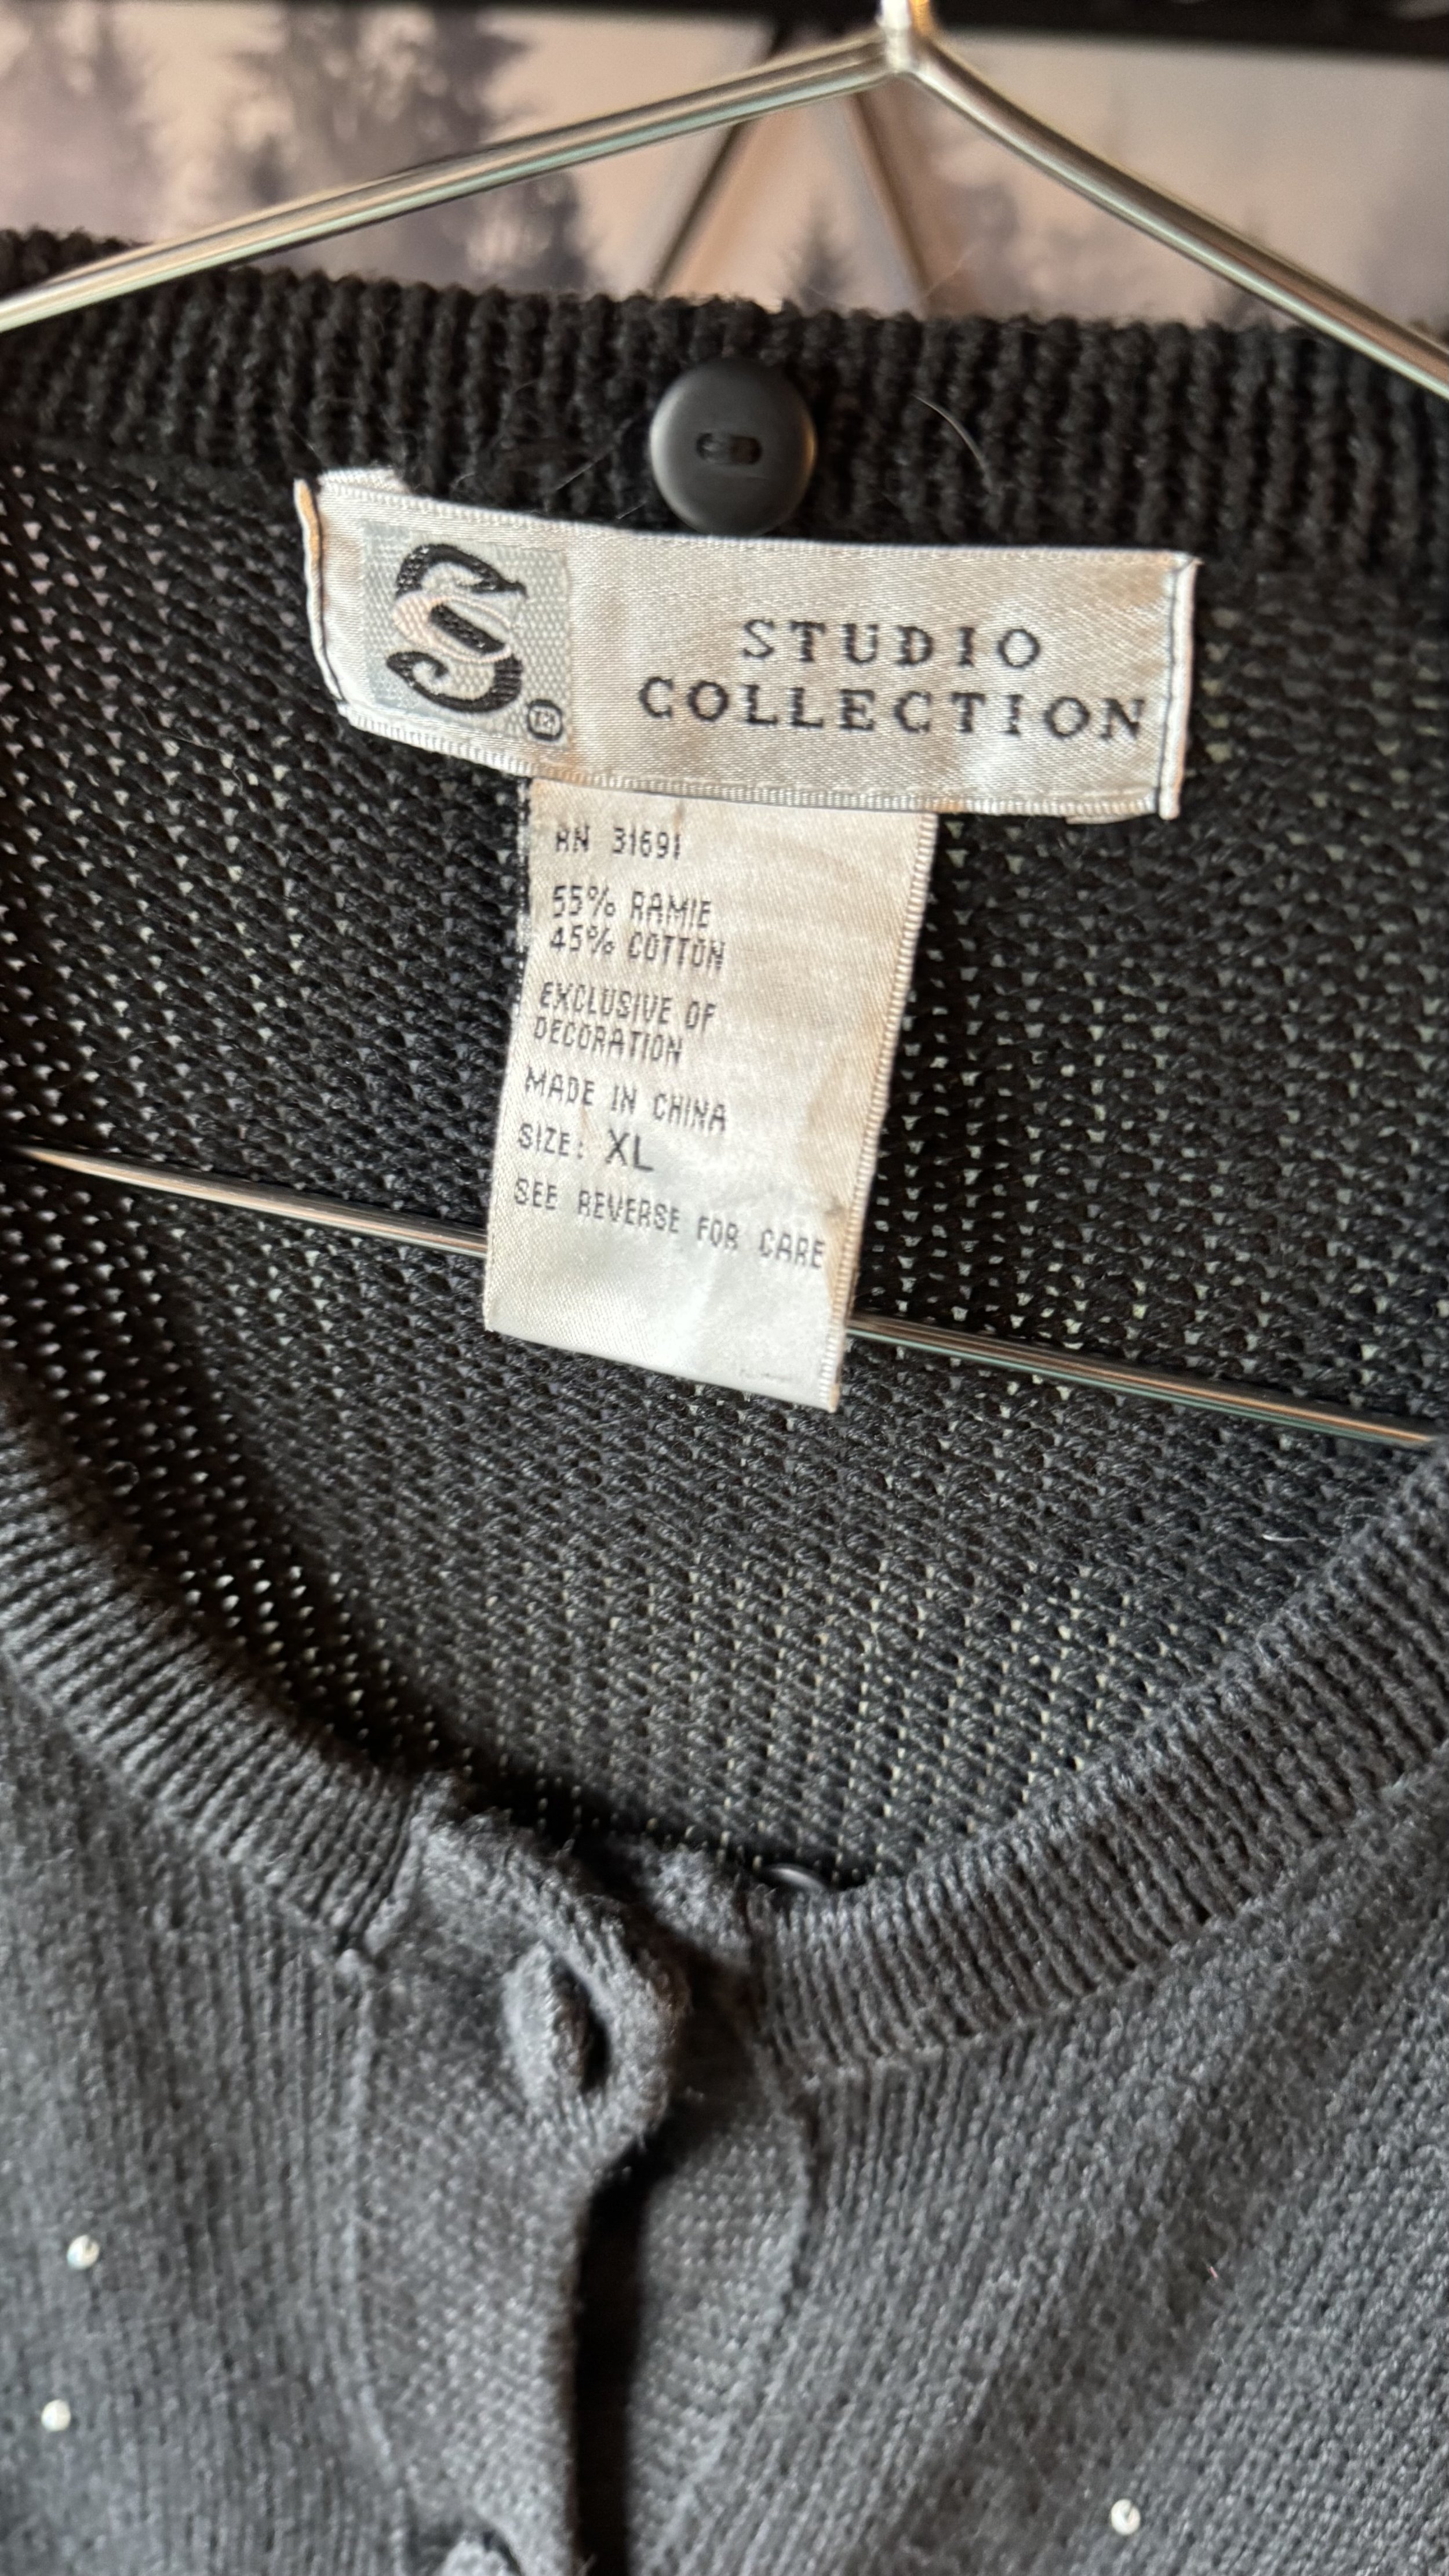 S
STUDIO
COLLECTION
RN 31691
55% RAMIE
45% COTTON
EXCLUSIVE OF
DECORATION
MADE IN CHINA
SIZE: XL
SEE REVERSE FOR CARE